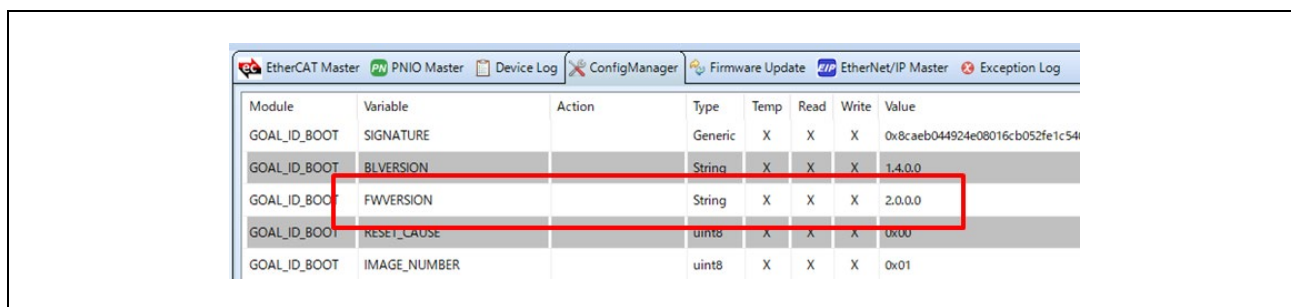 EtherCAT Master PNIO Master Device Log ConfigManager Firmware Update EtherNet/IP Master Exception Log
Module Variable Action Type Temp Read Write Value
GOAL_ID_BOOT SIGNATURE Generic X X X 0x8caeb044924e08016cb052fe1c54
GOAL_ID_BOOT BLVERSION String X X X 1.4.0.0
GOAL_ID_BOOT FWVERSION String X X X 2.0.0.0
GOAL_ID_BOOT RESET_CAUSE uint8 X X X 0x00
GOAL_ID_BOOT IMAGE_NUMBER uint8 X X X 0x01